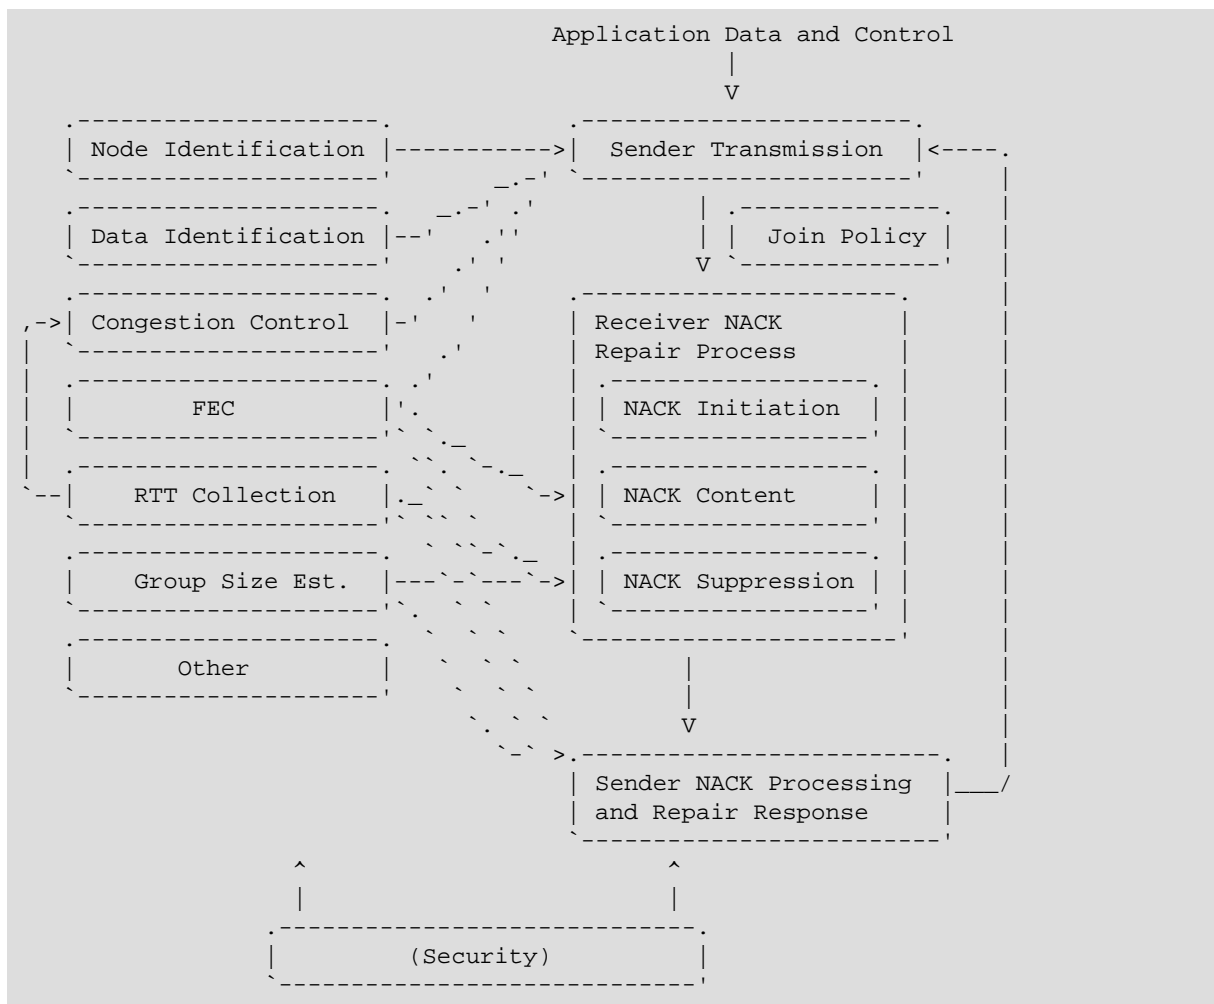 Application Data and Control
Node Identification
Sender Transmission
Data Identification
Join Policy
Congestion Control
Receiver NACK
Repair Process
FEC
NACK Initiation
RTT Collection
NACK Content
Group Size Est.
NACK Suppression
Other
Sender NACK Processing
and Repair Response
(Security)